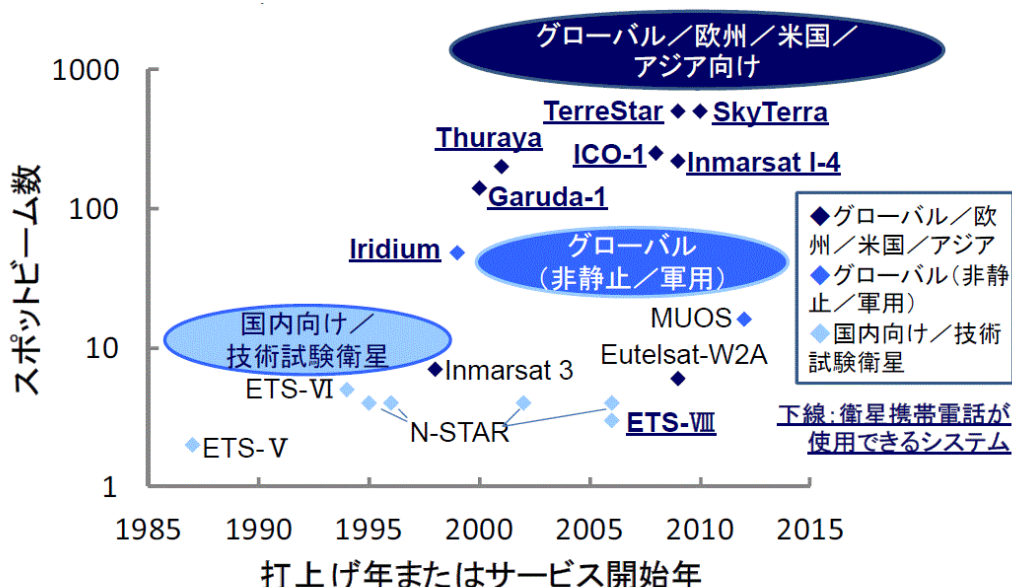 グローバル／欧州／米国／
アジア向け
スポットビーム数
1000
100
10
1
TerreStar
SkyTerra
Thuraya
ICO-1
Inmarsat I-4
Garuda-1
Iridium
グローバル
（非静止／軍用）
国内向け／
技術試験衛星
MUOS
Eutelsat-W2A
Inmarsat 3
ETS-Ⅵ
N-STAR
ETS-Ⅷ
ETS-Ⅴ
◆グローバル／欧
州／米国／アジア
◆グローバル（非静
止／軍用）
◆国内向け／技術
試験衛星
下線：衛星携帯電話が
使用できるシステム
1985
1990
1995
2000
2005
2010
2015
打上げ年またはサービス開始年